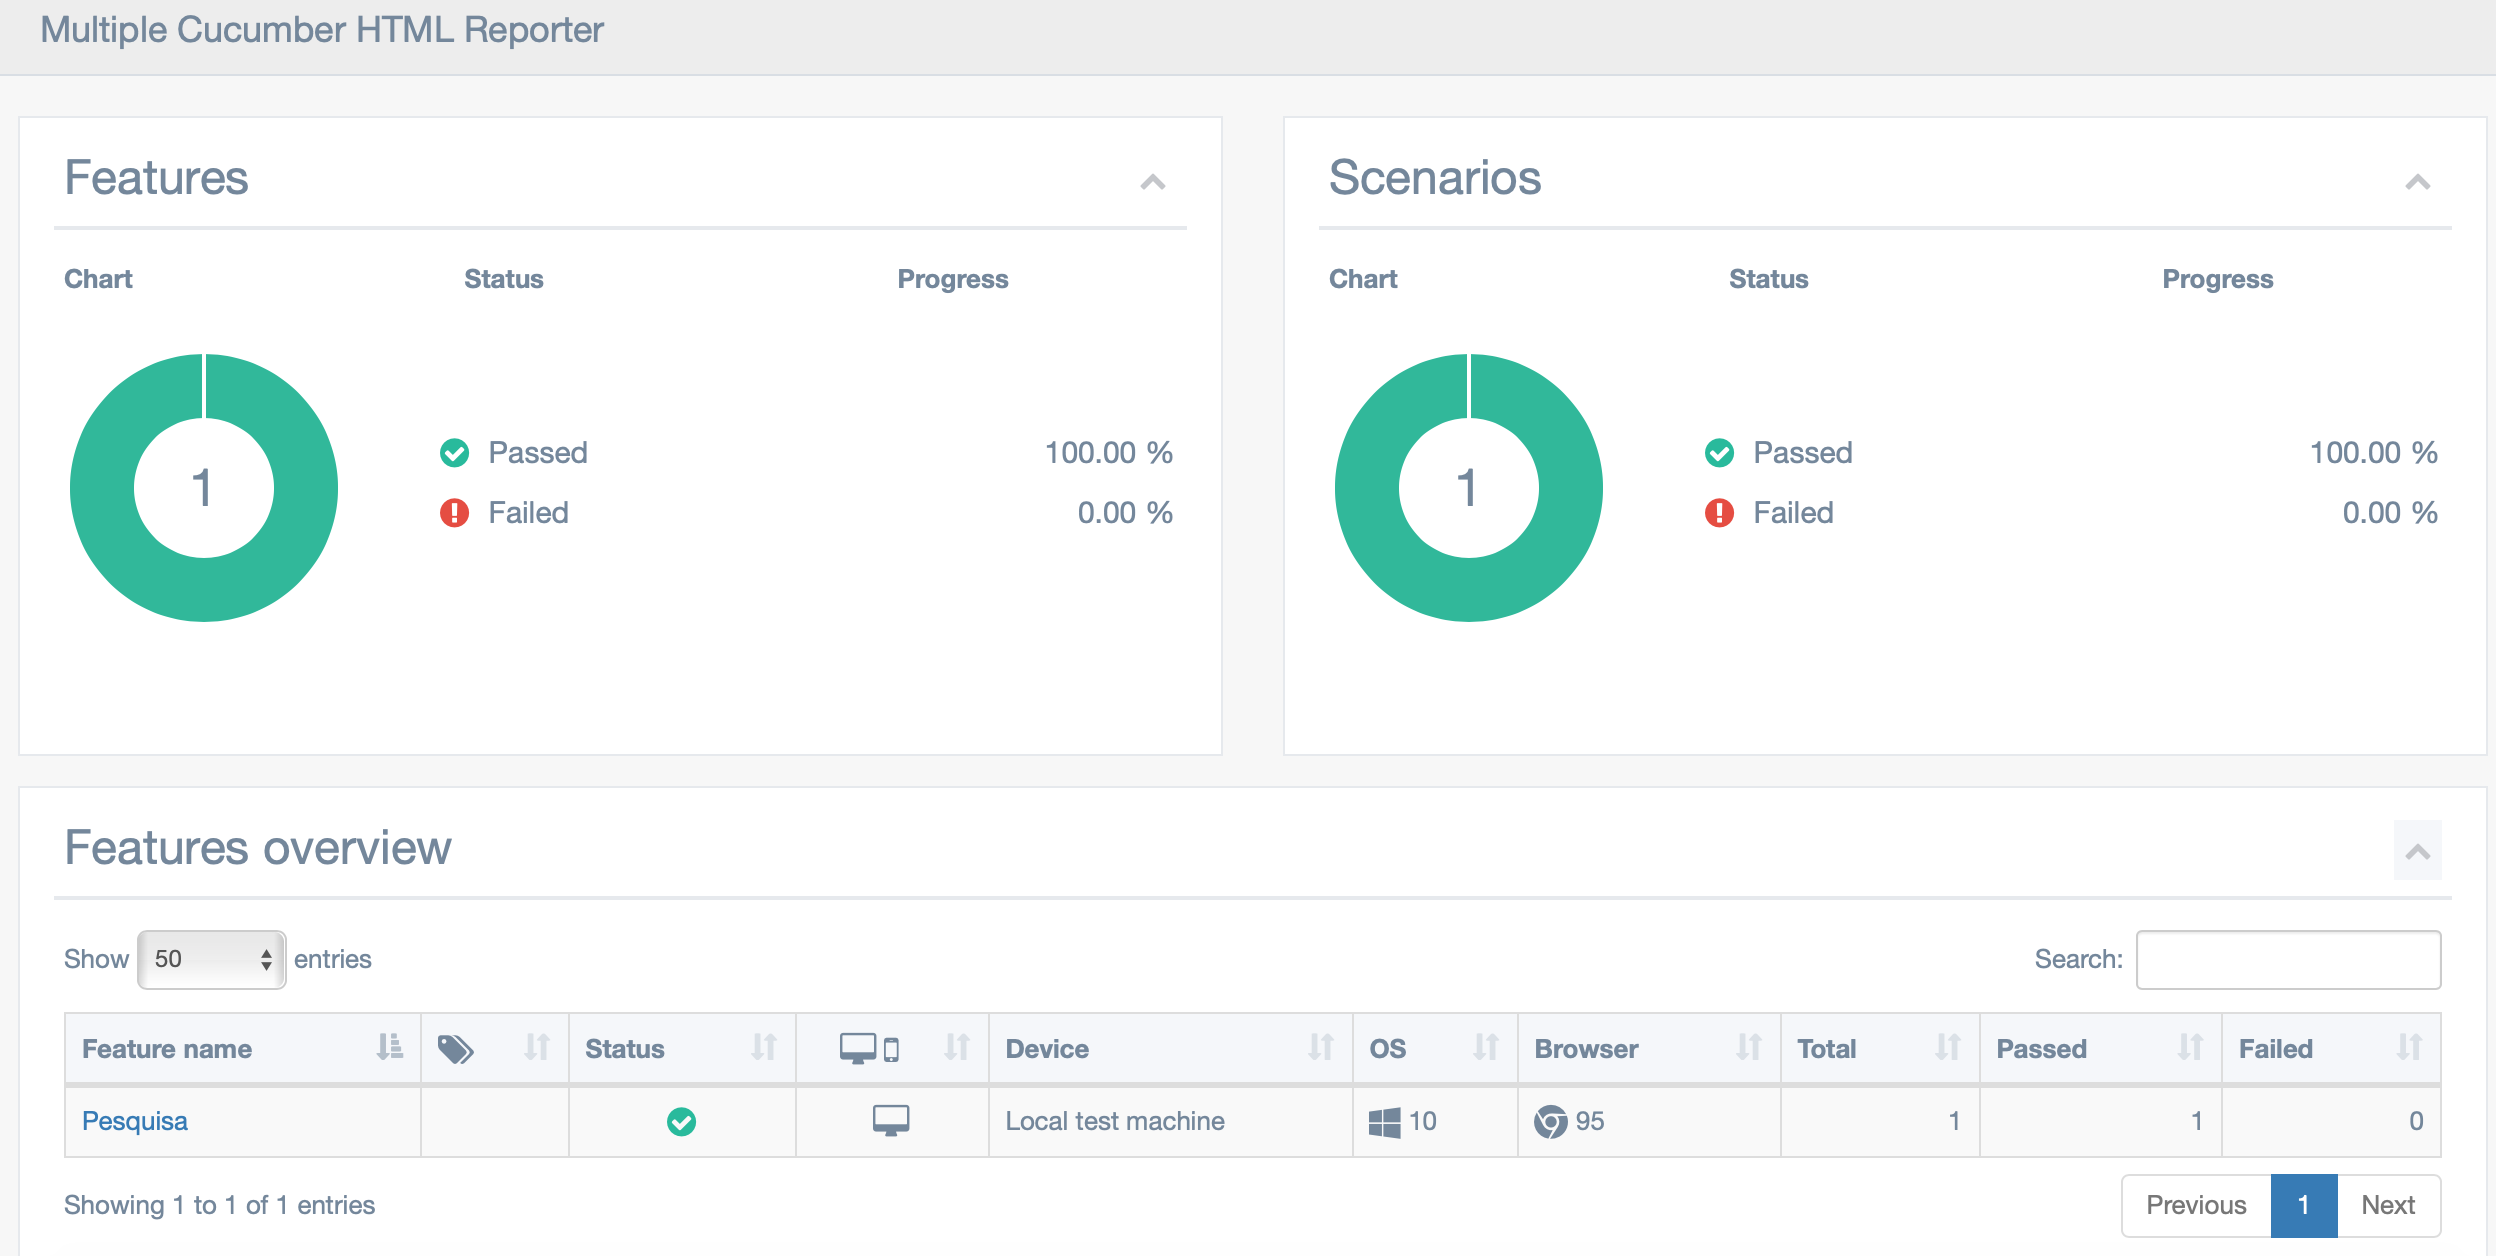 Multiple Cucumber HTML Reporter
Features
Chart Status Progress
1
Passed 100.00 %
Failed 0.00 %
Scenarios
Chart Status Progress
1
Passed 100.00 %
Failed 0.00 %
Features overview
Show 50 entries Search:
Feature name Status Device OS Browser Total Passed Failed
Pesquisa Local test machine 10 95 1 1 0
Showing 1 to 1 of 1 entries Previous 1 Next